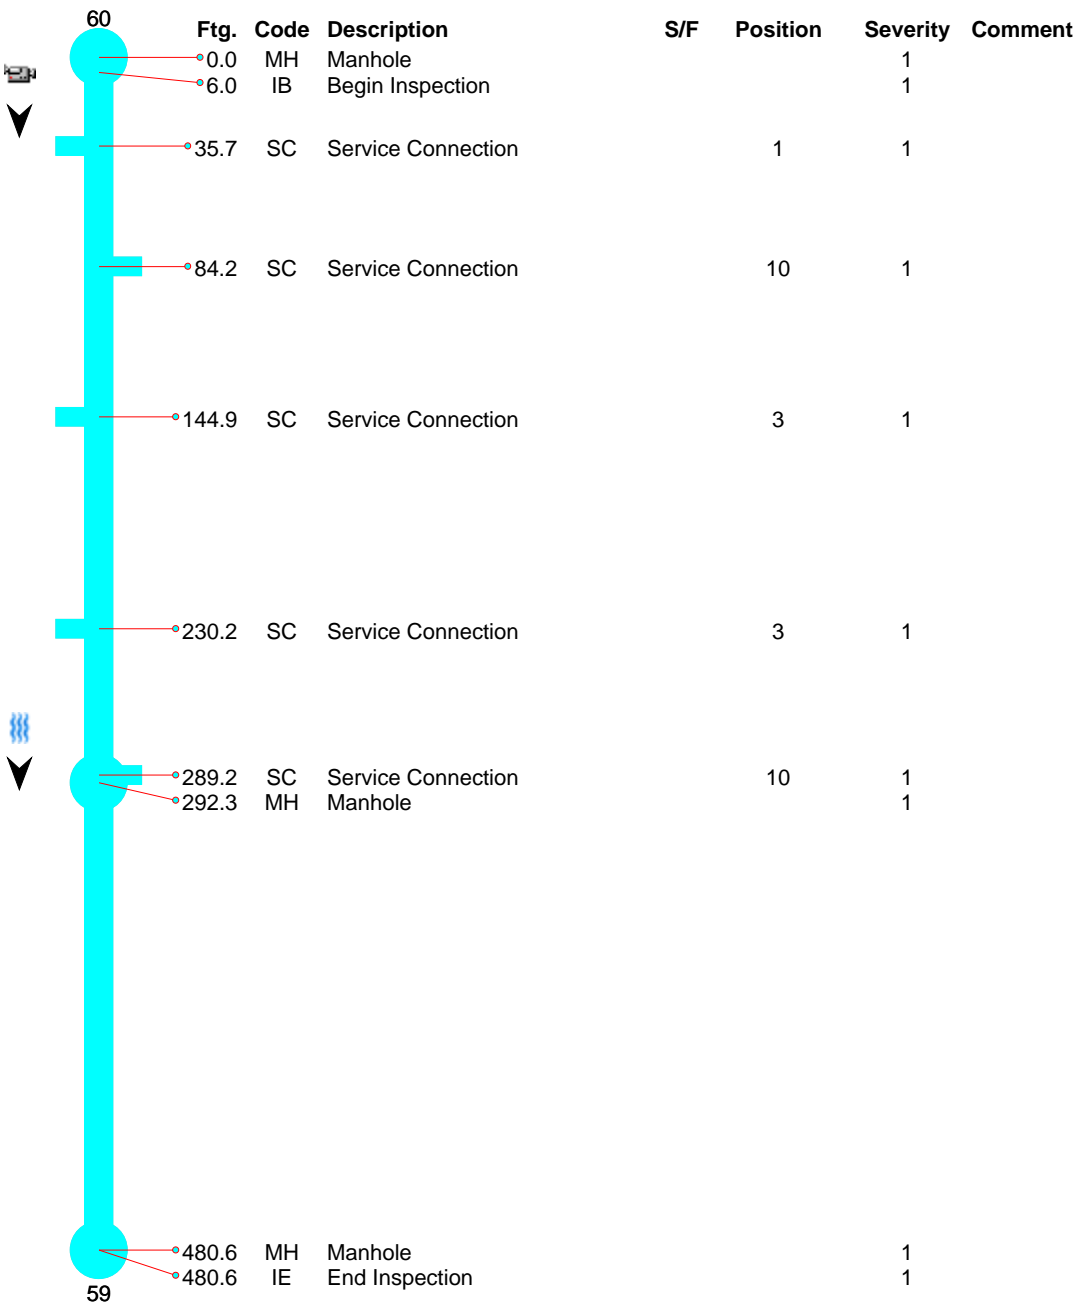 60
Ftg. Code Description S/F Position Severity Comment
0.0 MH Manhole 1
6.0 IB Begin Inspection 1
35.7 SC Service Connection 1 1
84.2 SC Service Connection 10 1
144.9 SC Service Connection 3 1
230.2 SC Service Connection 3 1
289.2 SC Service Connection 10 1
292.3 MH Manhole 1
480.6 MH Manhole 1
480.6 IE End Inspection 1
59